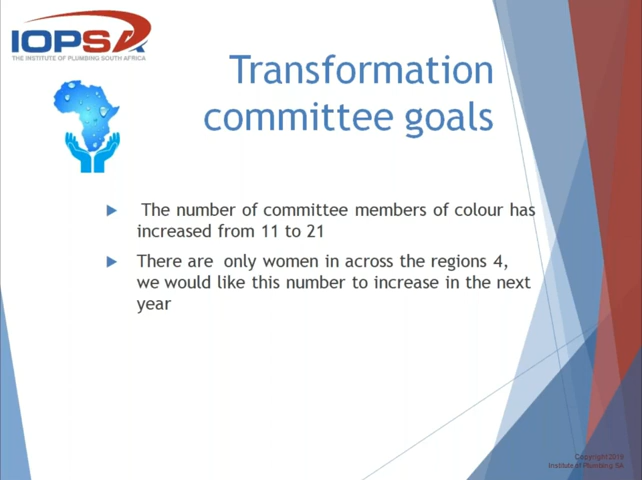 IOPSA
THE INSTITUTE OF PLUMBING SOUTH AFRICA
Transformation
committee goals
The number of committee members of colour has
increased from 11 to 21
There are only women in across the regions 4,
we would like this number to increase in the next
year
Copyright2016
Institute of Plumbing SA